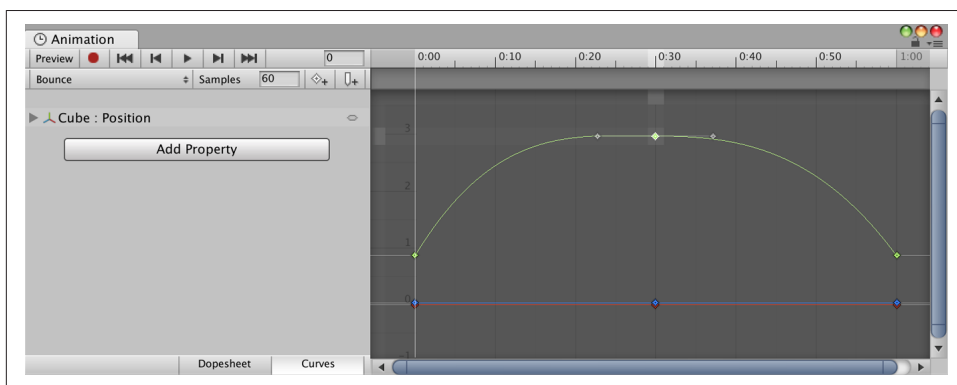 Animation
Preview 0 0:00 0:10 0:20 0:30 0:40 0:50 1:00
Bounce Samples 60
Cube : Position
Add Property
3
2
1
0
-1
Dopesheet Curves